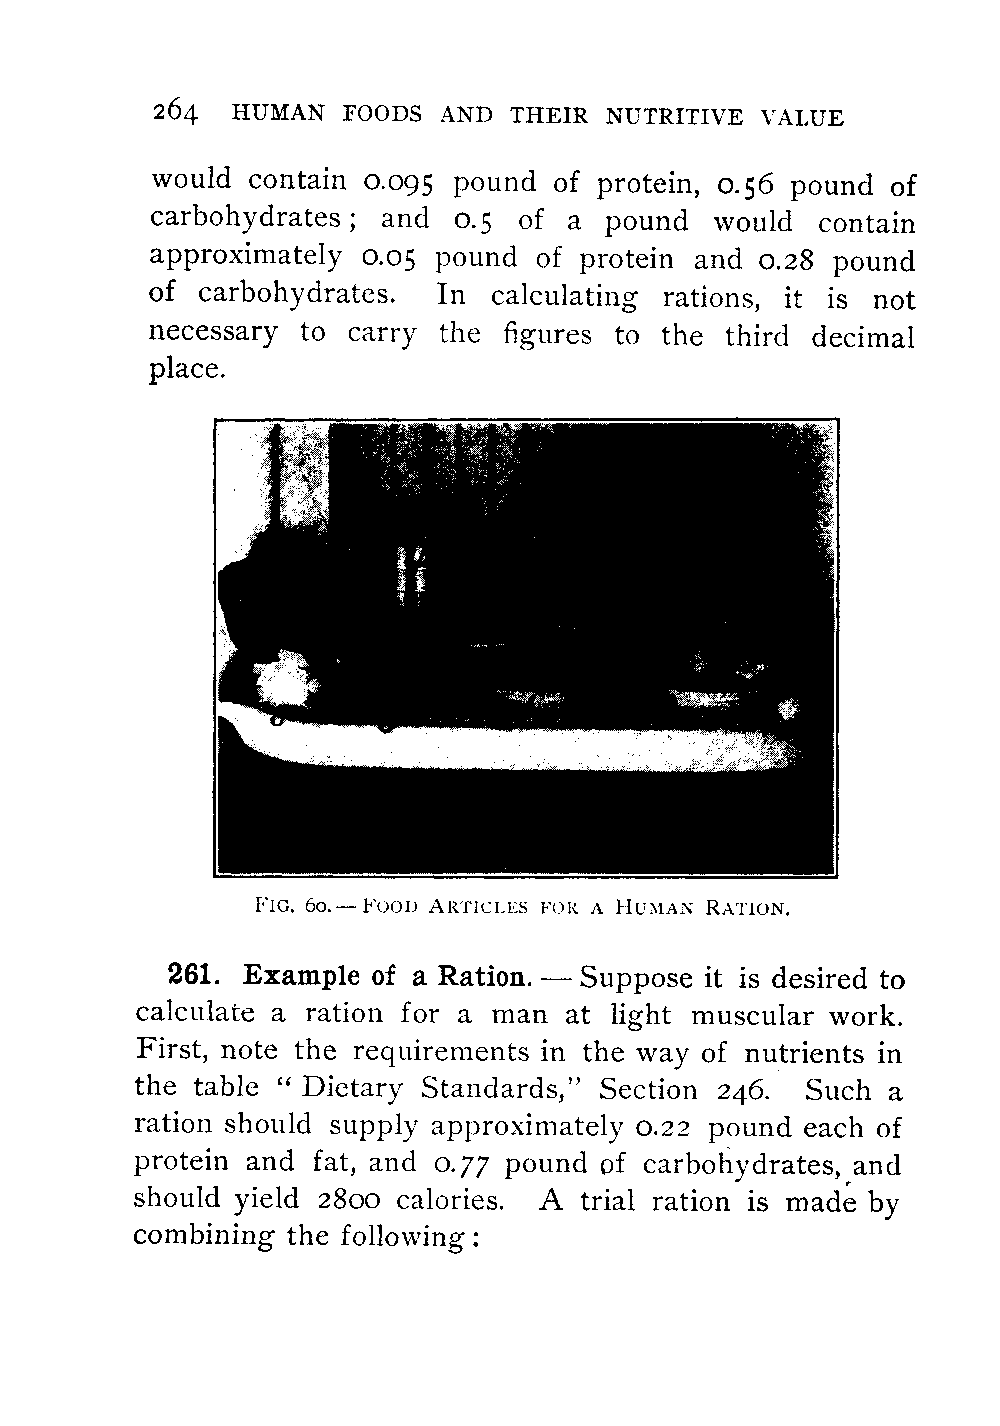 264 HUMAN FOODS AND THEIR NUTRITIVE VALUE
would contain 0.095 pound of protein, 0.56 pound of
carbohydrates; and 0.5 of a pound would contain
approximately 0.05 pound of protein and 0.28 pound
of carbohydrates. In calculating rations, it is not
necessary to carry the figures to the third decimal
place.
FIG. 60.—FOOD ARTICLES FOR A HUMAN RATION.
261. Example of a Ration. — Suppose it is desired to
calculate a ration for a man at light muscular work.
First, note the requirements in the way of nutrients in
the table “Dietary Standards,” Section 246. Such a
ration should supply approximately 0.22 pound each of
protein and fat, and 0.77 pound of carbohydrates, and
should yield 2800 calories. A trial ration is made by
combining the following: